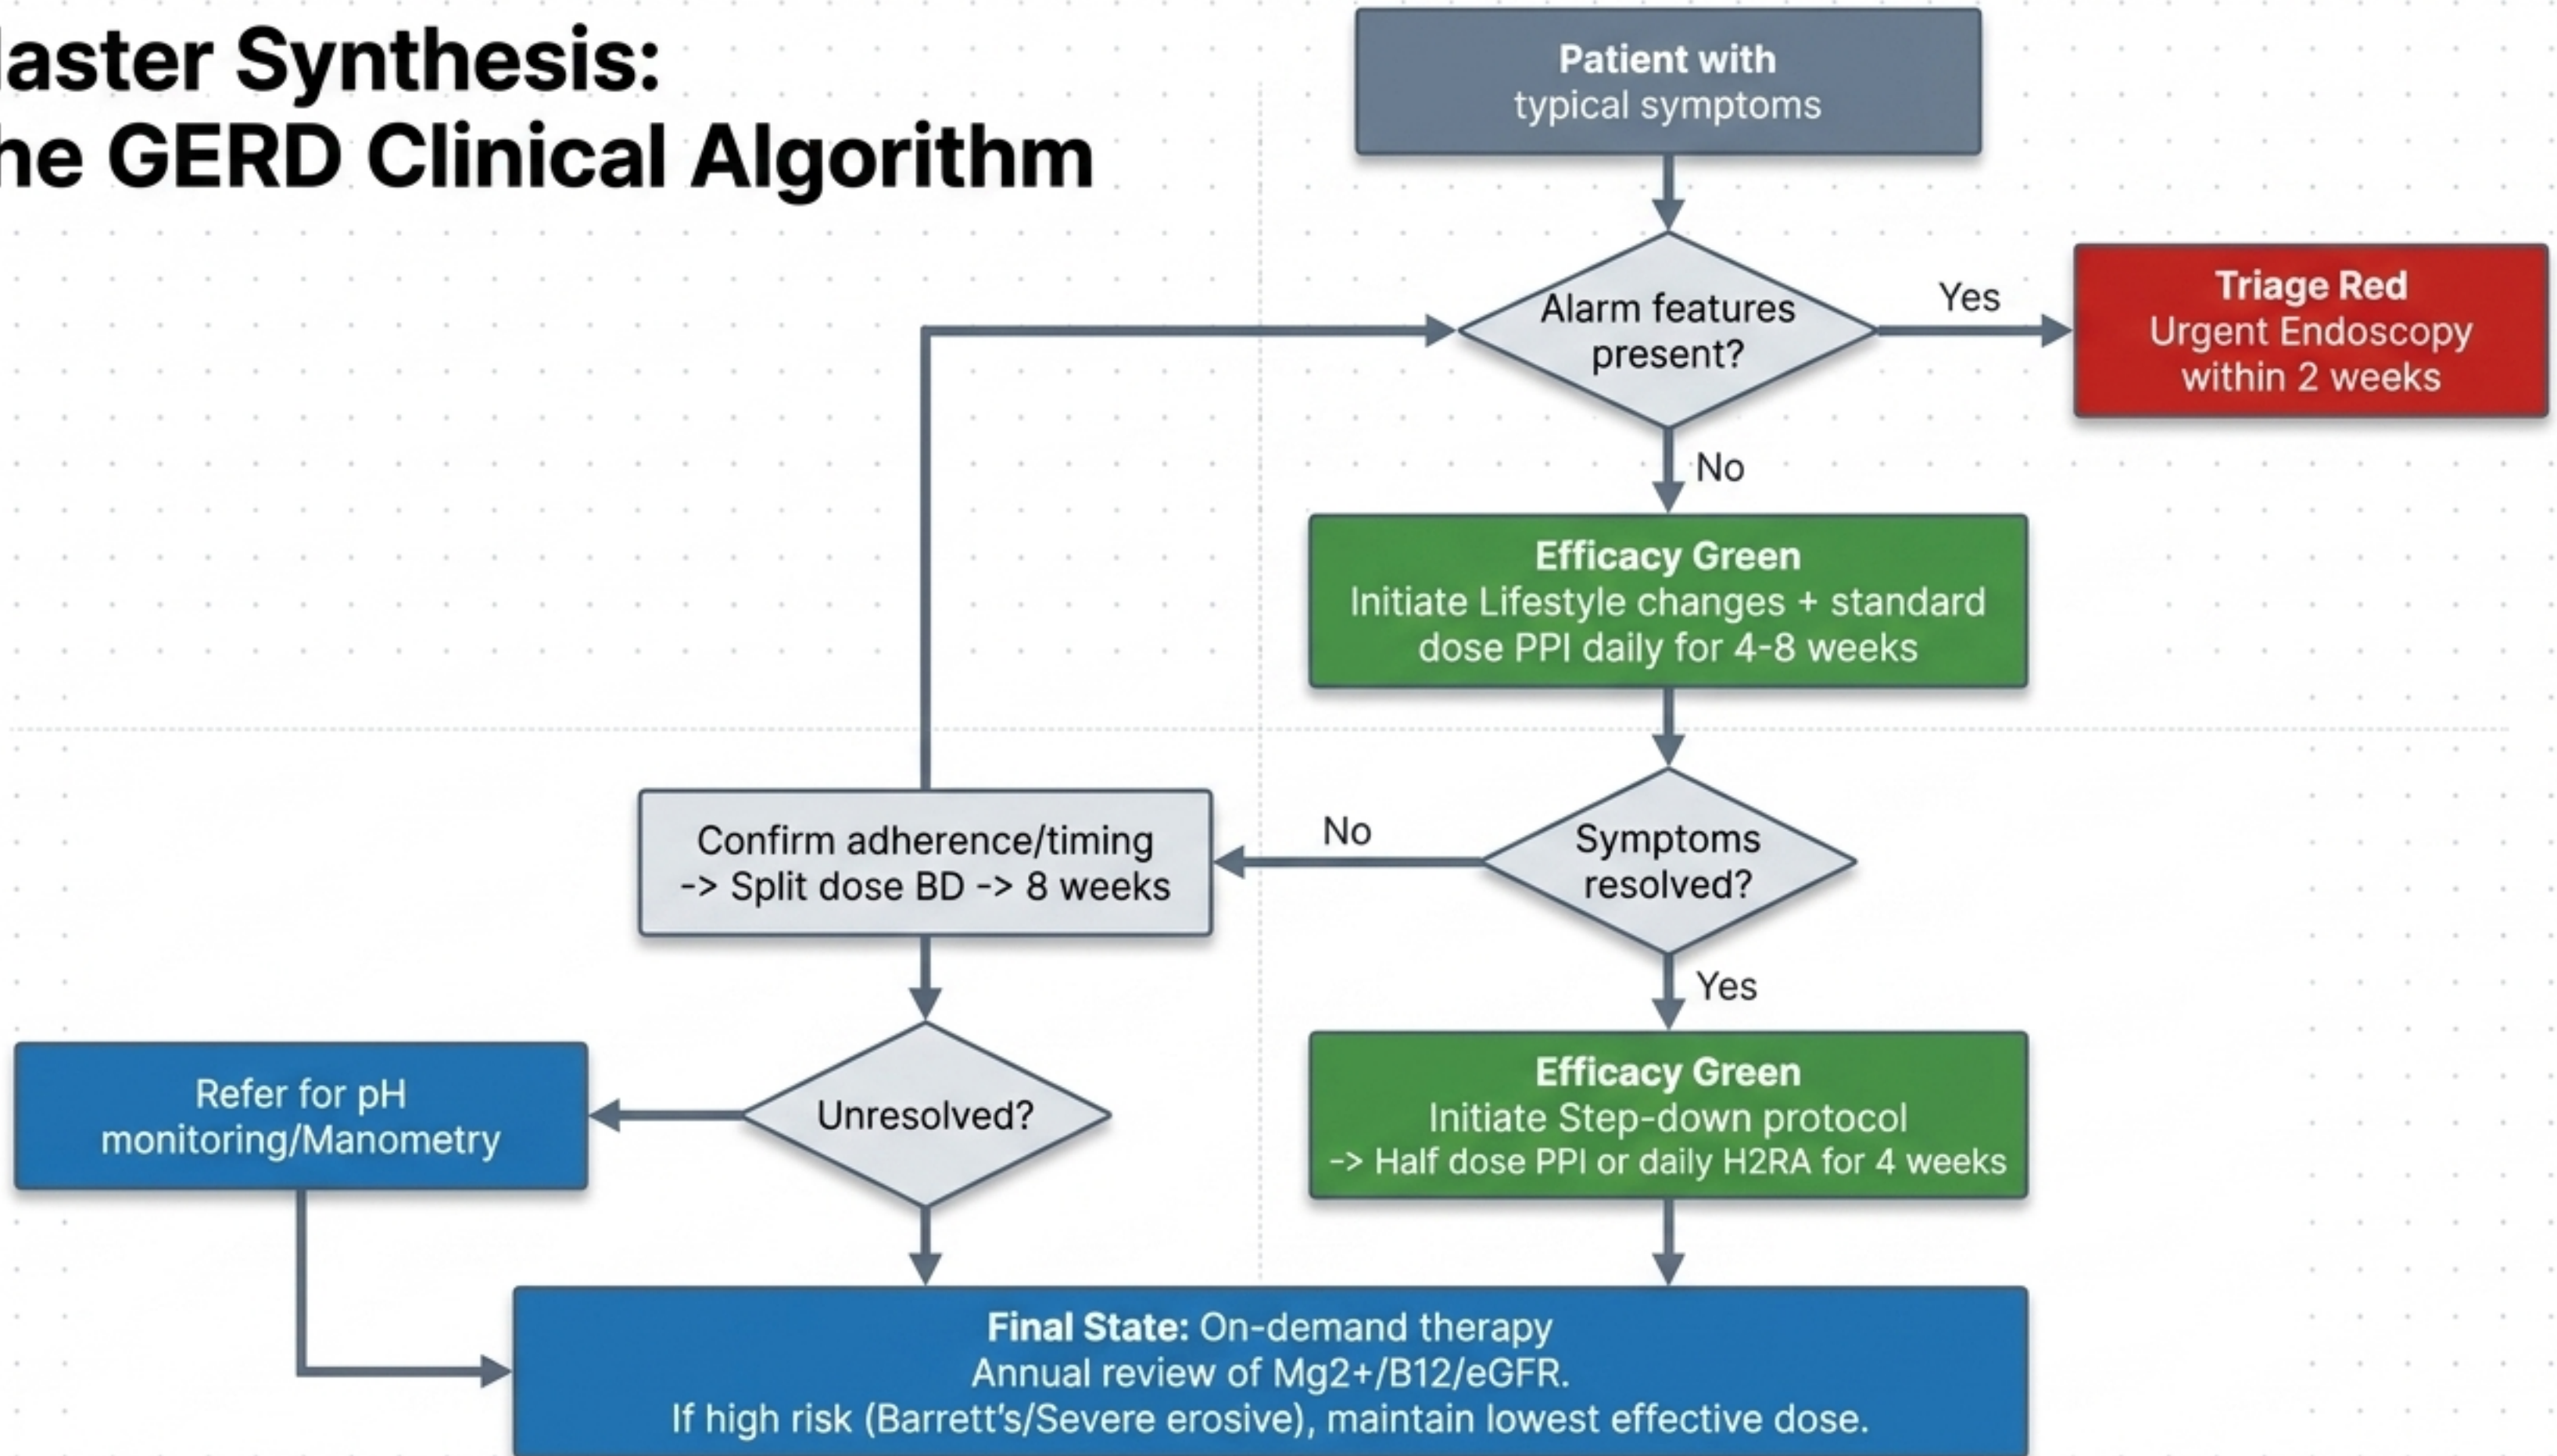 aster Synthesis:
he GERD Clinical Algorithm
Patient with
typical symptoms
Alarm features
present?
Yes
Triage Red
Urgent Endoscopy
within 2 weeks
No
Efficacy Green
Initiate Lifestyle changes + standard
dose PPI daily for 4-8 weeks
Symptoms
resolved?
No
Confirm adherence/timing
-> Split dose BD -> 8 weeks
Yes
Efficacy Green
Initiate Step-down protocol
-> Half dose PPI or daily H2RA for 4 weeks
Unresolved?
Refer for pH
monitoring/Manometry
Final State: On-demand therapy
Annual review of Mg2+/B12/eGFR.
If high risk (Barrett's/Severe erosive), maintain lowest effective dose.